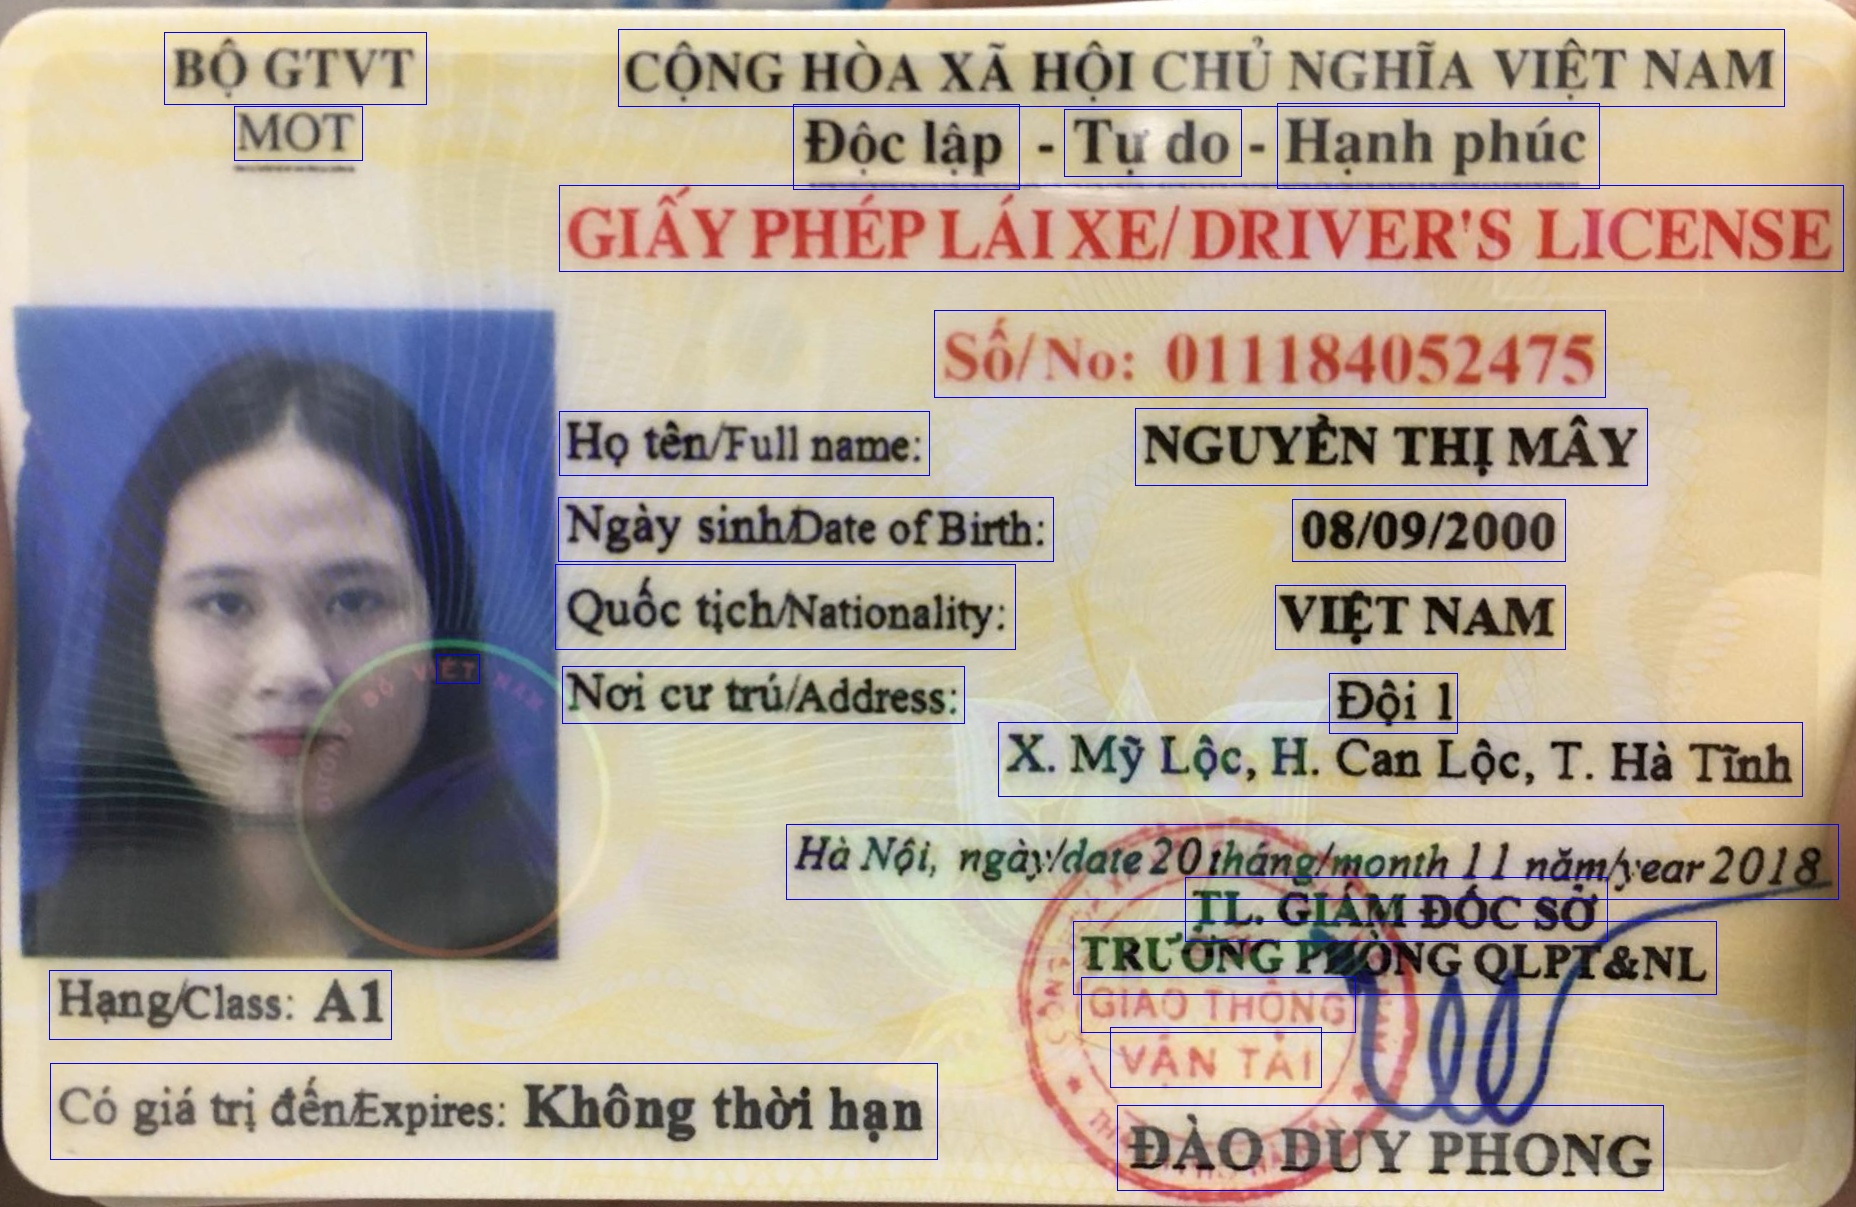 BỘ GTVT
MOT
CỘNG HÒA XÃ HỘI CHỦ NGHĨA VIỆT NAM
Độc lập - Tự do - Hạnh phúc
GIẤY PHÉP LÁI XE/ DRIVER'S LICENSE
Số/No: 011184052475
Họ tên/Full name: NGUYỄN THỊ MÂY
Ngày sinh/Date of Birth: 08/09/2000
Quốc tịch/Nationality: VIỆT NAM
Nơi cư trú/Address: Đội 1
X. Mỹ Lộc, H. Can Lộc, T. Hà Tĩnh
Hà Nội, ngày/date 20 tháng/month 11 năm/year 2018
TL. GIÁM ĐỐC SỞ
TRƯỞNG PHÒNG QLPT&NL
GIAO THÔNG
VẬN TẢI
ĐÀO DUY PHONG
Hạng/Class: A1
Có giá trị đến/Expires: Không thời hạn